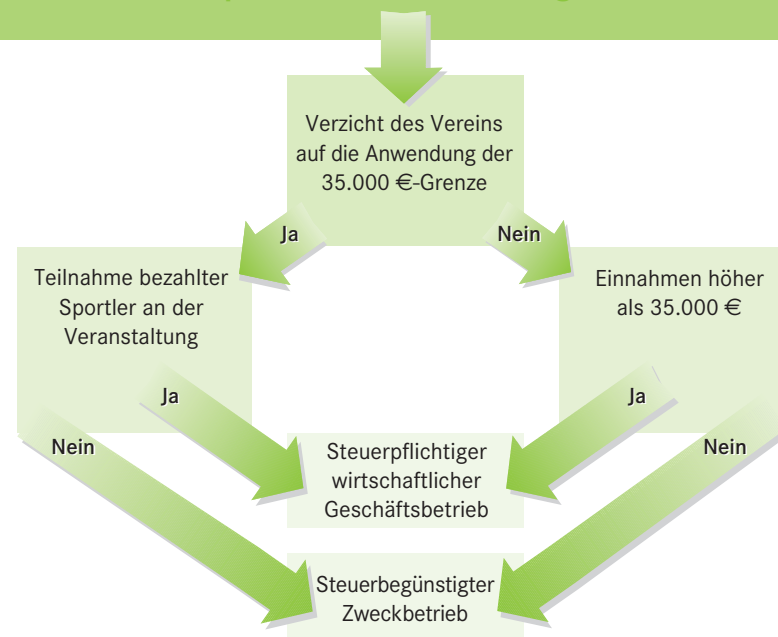 Verzicht des Vereins
auf die Anwendung der
35.000 €-Grenze
Ja
Nein
Teilnahme bezahlter
Sportler an der
Veranstaltung
Einnahmen höher
als 35.000 €
Ja
Ja
Nein
Nein
Steuerpflichtiger
wirtschaftlicher
Geschäftsbetrieb
Steuerbegünstigter
Zweckbetrieb